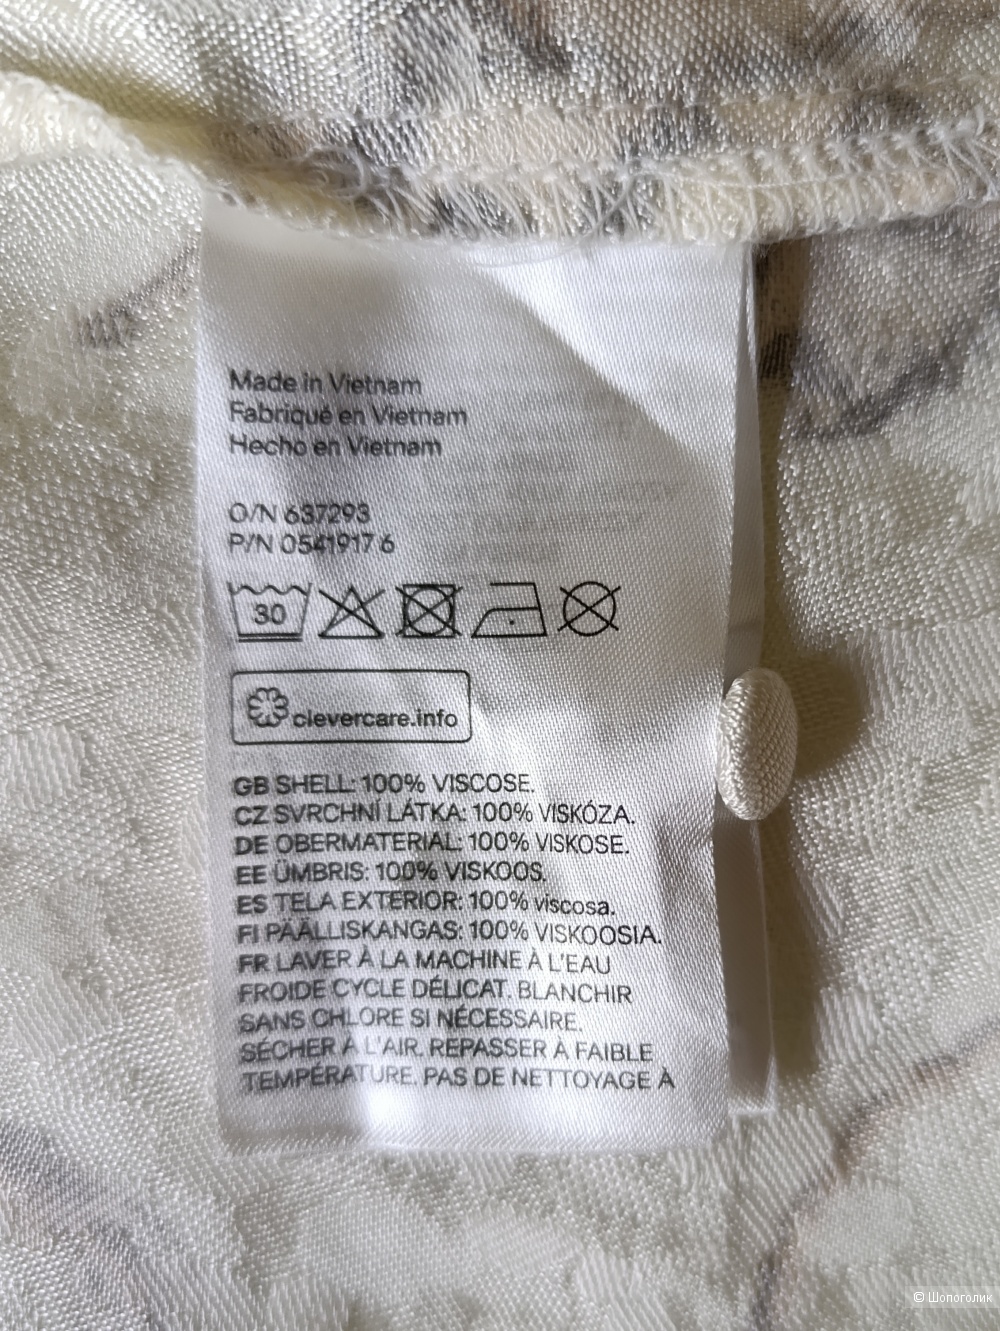 Made in Vietnam
Fabriqué en Vietnam
Hecho en Vietnam
O/N 637293
P/N 0541917 6
30
clevercare.info
GB SHELL: 100% VISCOSE.
CZ SVRCHNÍ LÁTKA: 100% VISKÓZA.
DE OBERMATERIAL: 100% VISKOSE.
EE ÜMBRIS: 100% VISKOOS.
ES TELA EXTERIOR: 100% viscosa.
FI PÄÄLLISKANGAS: 100% VISKOOSIA.
FR LAVER À LA MACHINE À L'EAU
FROIDE CYCLE DÉLICAT. BLANCHIR
SANS CHLORE SI NÉCESSAIRE.
SÉCHER À L'AIR. REPASSER À FAIBLE
TEMPÉRATURE. PAS DE NETTOYAGE À
© Шопоголик